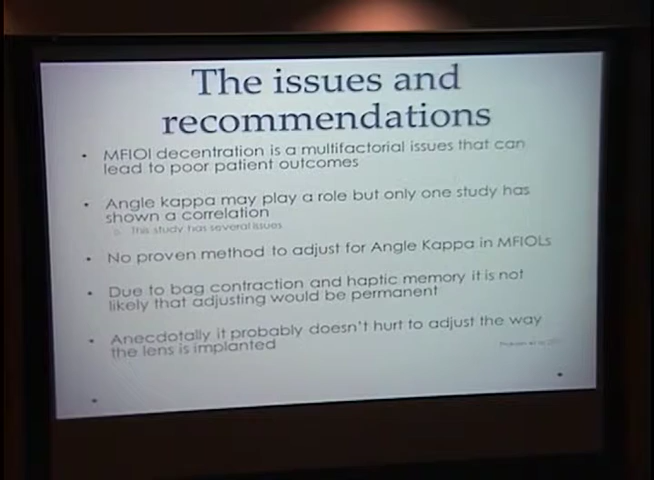 The issues and
recommendations
• MFIOl decentration is a multifactorial issues that can
lead to poor patient outcomes
• Angle kappa may play a role but only one study has
shown a correlation
This study has several issues
• No proven method to adjust for Angle Kappa in MFIOLs
• Due to bag contraction and haptic memory it is not
likely that adjusting would be permanent
• Anecdotally it probably doesn't hurt to adjust the way
the lens is implanted